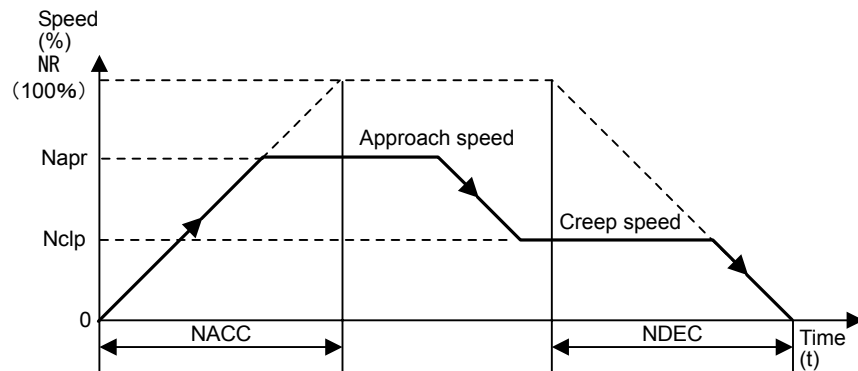 Speed
(%)
NR
(100%)
Napr
Approach speed
Nclp
Creep speed
0
NACC
NDEC
Time
(t)